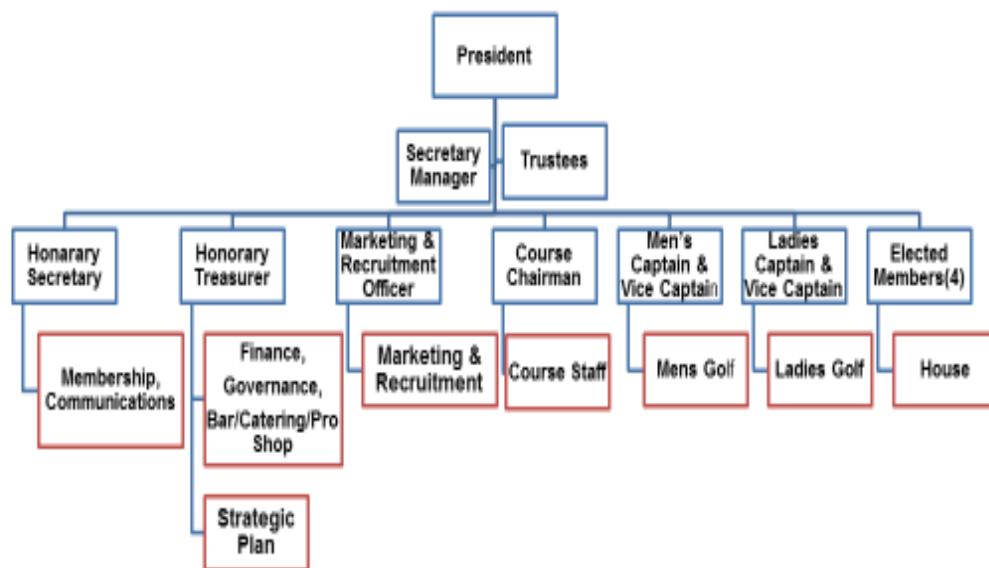 President
Secretary
Manager
Trustees
Honarary
Secretary
Honorary
Treasurer
Marketing &
Recruitment
Officer
Course
Chairman
Men's
Captain &
Vice Captain
Ladies
Captain &
Vice Captain
Elected
Members(4)
Membership,
Communications
Finance,
Governance,
Bar/Catering/Pro
Shop
Marketing &
Recruitment
Course Staff
Mens Golf
Ladies Golf
House
Strategic
Plan